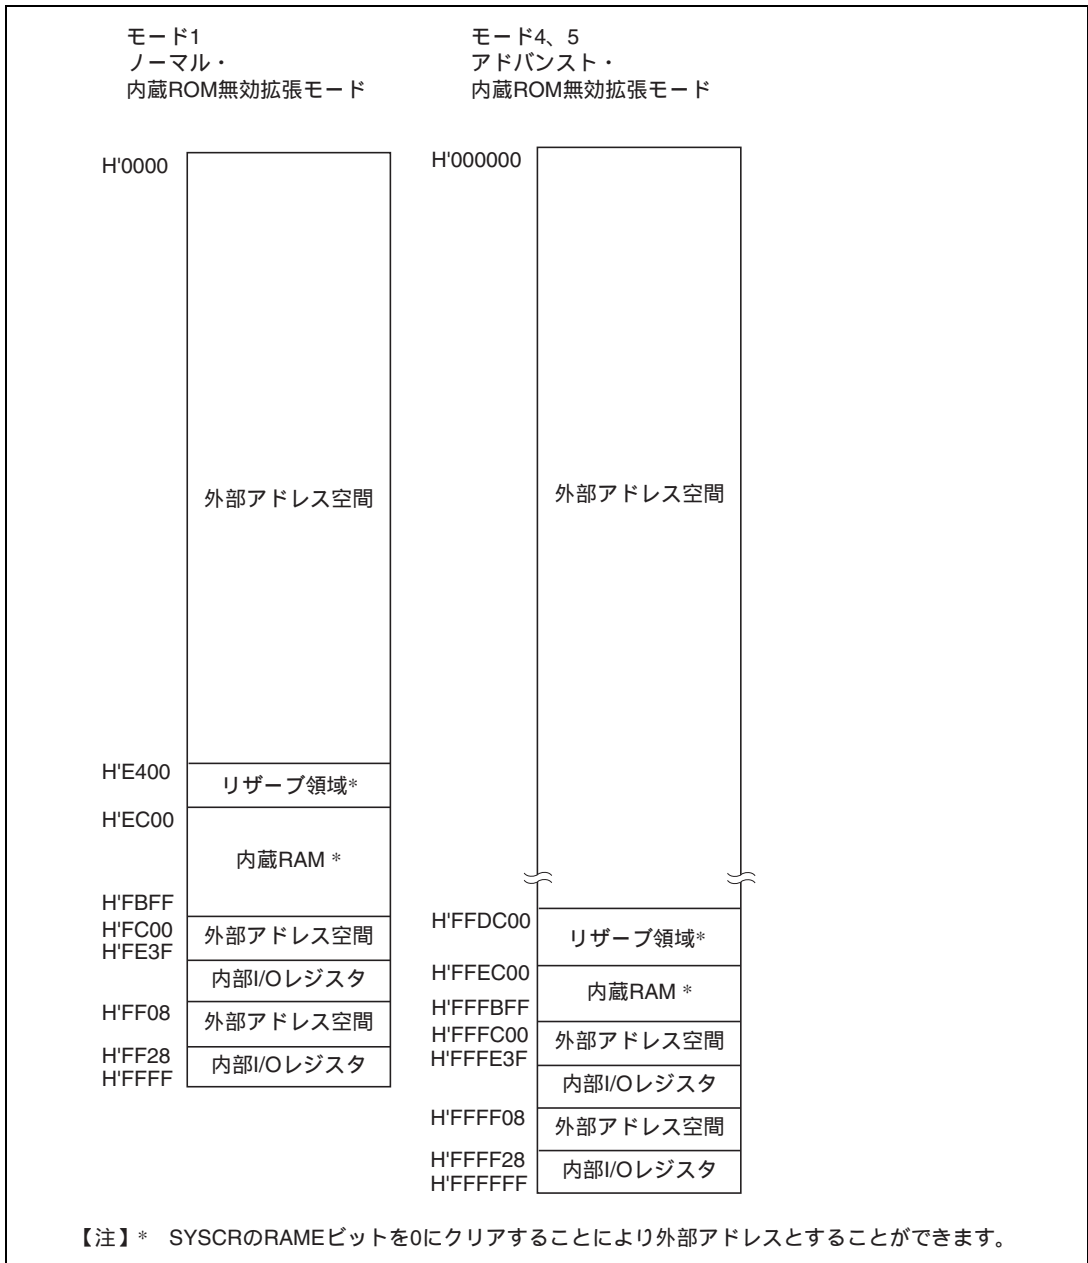 モード1
ノーマル・
内蔵ROM無効拡張モード
H'0000
外部アドレス空間
H'E400
リザーブ領域*
H'EC00
内蔵RAM *
H'FBFF
H'FC00
外部アドレス空間
H'FE3F
内部I/Oレジスタ
H'FF08
外部アドレス空間
H'FF28
内部I/Oレジスタ
H'FFFF
モード4、5
アドバンスト・
内蔵ROM無効拡張モード
H'000000
外部アドレス空間
H'FFDC00
リザーブ領域*
H'FFEC00
内蔵RAM *
H'FFFBFF
H'FFFC00
外部アドレス空間
H'FFFE3F
内部I/Oレジスタ
H'FFFF08
外部アドレス空間
H'FFFF28
内部I/Oレジスタ
H'FFFFFF
【注】* SYSCRのRAMEビットを0にクリアすることにより外部アドレスとすることができます。